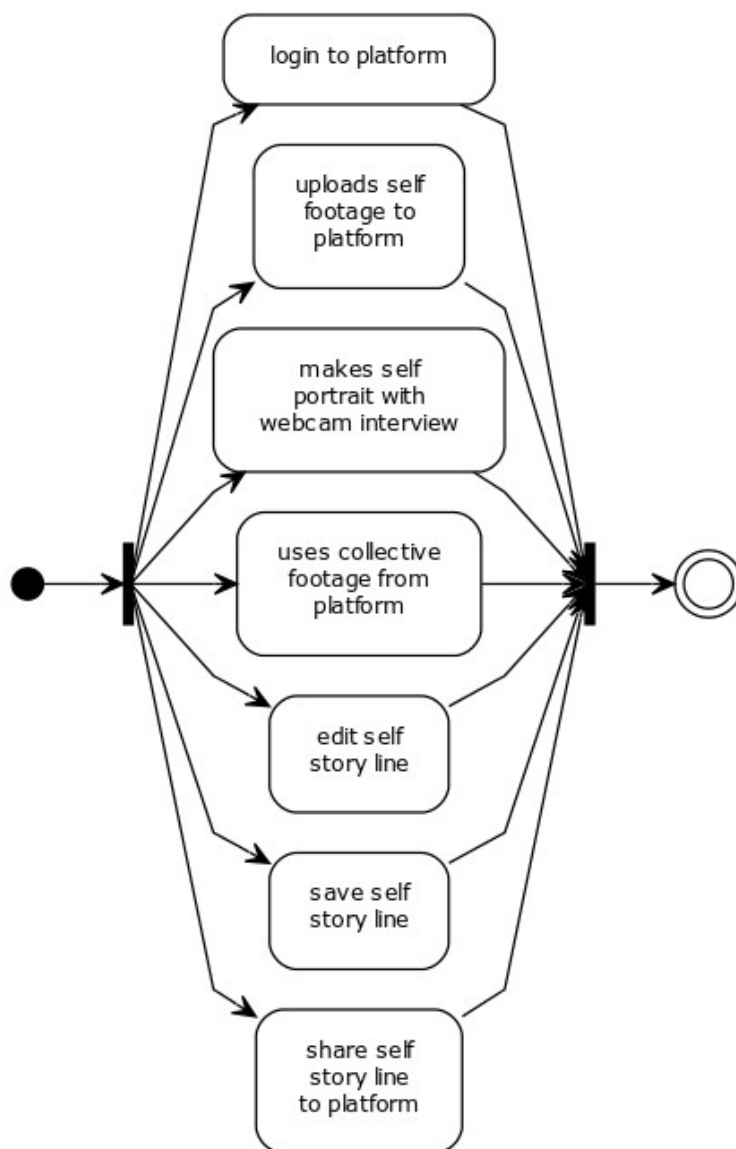 login to platform
uploads self
footage to
platform
makes self
portrait with
webcam interview
uses collective
footage from
platform
edit self
story line
save self
story line
share self
story line
to platform